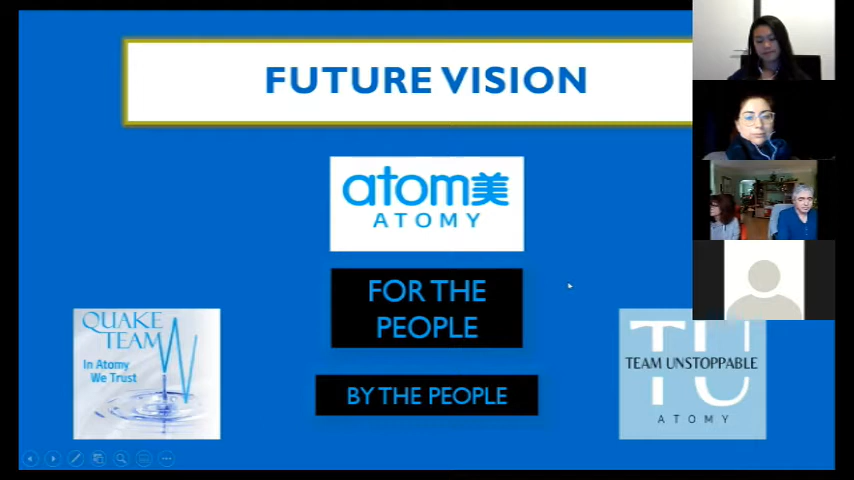 FUTURE VISION
atom美
ATOMY
FOR THE
PEOPLE
BY THE PEOPLE
QUAKE
TEAM
In Atomy
We Trust
TU
TEAM UNSTOPPABLE
ATOMY